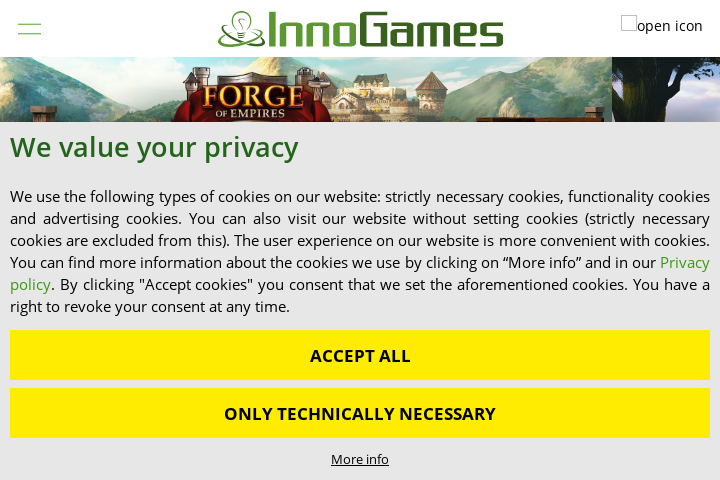 InnoGames
open icon
FORGE
OF EMPIRES
We value your privacy
We use the following types of cookies on our website: strictly necessary cookies, functionality cookies
and advertising cookies. You can also visit our website without setting cookies (strictly necessary
cookies are excluded from this). The user experience on our website is more convenient with cookies.
You can find more information about the cookies we use by clicking on “More info” and in our Privacy
policy. By clicking "Accept cookies" you consent that we set the aforementioned cookies. You have a
right to revoke your consent at any time.
ACCEPT ALL
ONLY TECHNICALLY NECESSARY
More info